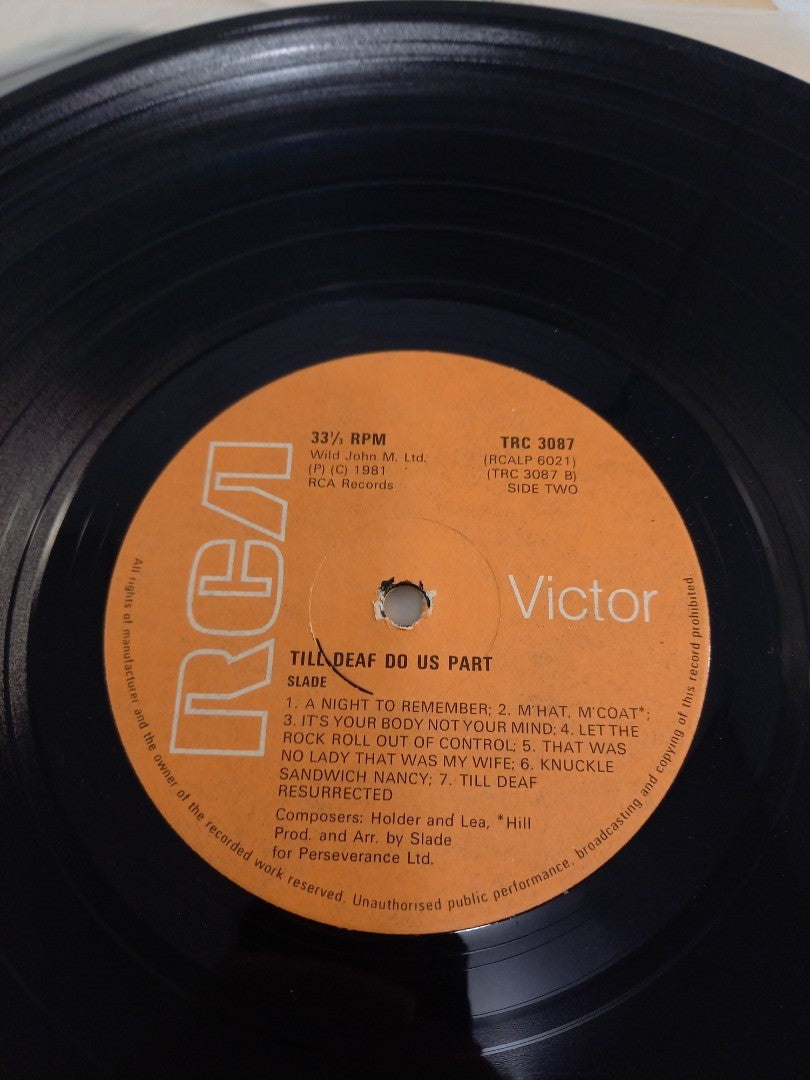 33⅓ RPM
Wild John M. Ltd.
(P) (C) 1981
RCA Records
TRC 3087
(RCALP 6021)
(TRC 3087 B)
SIDE TWO
RCA
Victor
TILL DEAF DO US PART
SLADE
1. A NIGHT TO REMEMBER; 2. M'HAT, M'COAT*;
3. IT'S YOUR BODY NOT YOUR MIND; 4. LET THE
ROCK ROLL OUT OF CONTROL; 5. THAT WAS
NO LADY THAT WAS MY WIFE; 6. KNUCKLE
SANDWICH NANCY; 7. TILL DEAF
RESURRECTED
Composers: Holder and Lea, *Hill
Prod. and Arr. by Slade
for Perseverance Ltd.
All rights of manufacturer and the owner of the recorded work reserved. Unauthorised public performance, broadcasting and copying of this record prohibited.